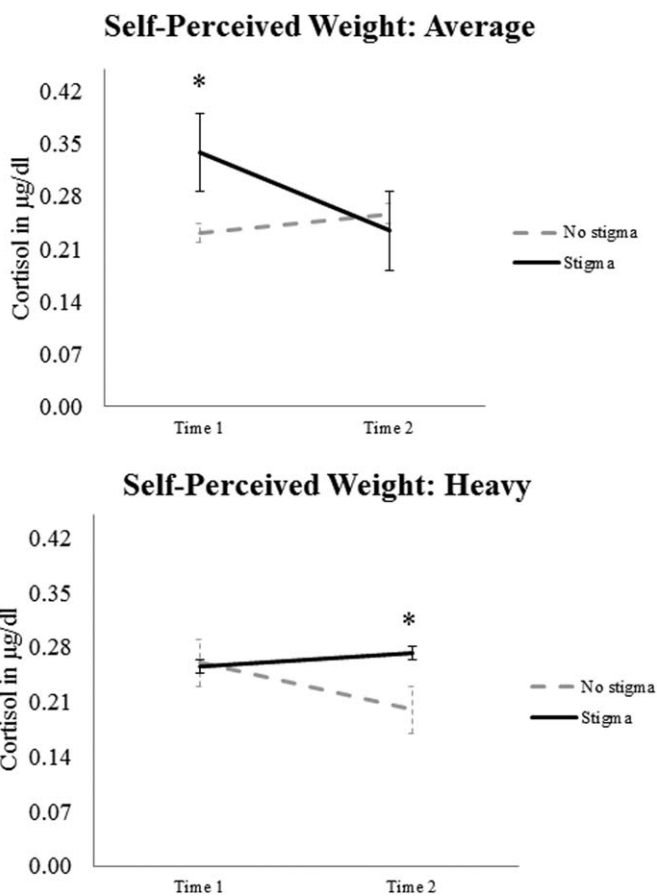 Self-Perceived Weight: Average
*
Cortisol in µg/dl
0.42
0.35
0.28
0.21
0.14
0.07
0.00
Time 1
Time 2
No stigma
Stigma
Self-Perceived Weight: Heavy
*
Cortisol in µg/dl
0.42
0.35
0.28
0.21
0.14
0.07
0.00
Time 1
Time 2
No stigma
Stigma